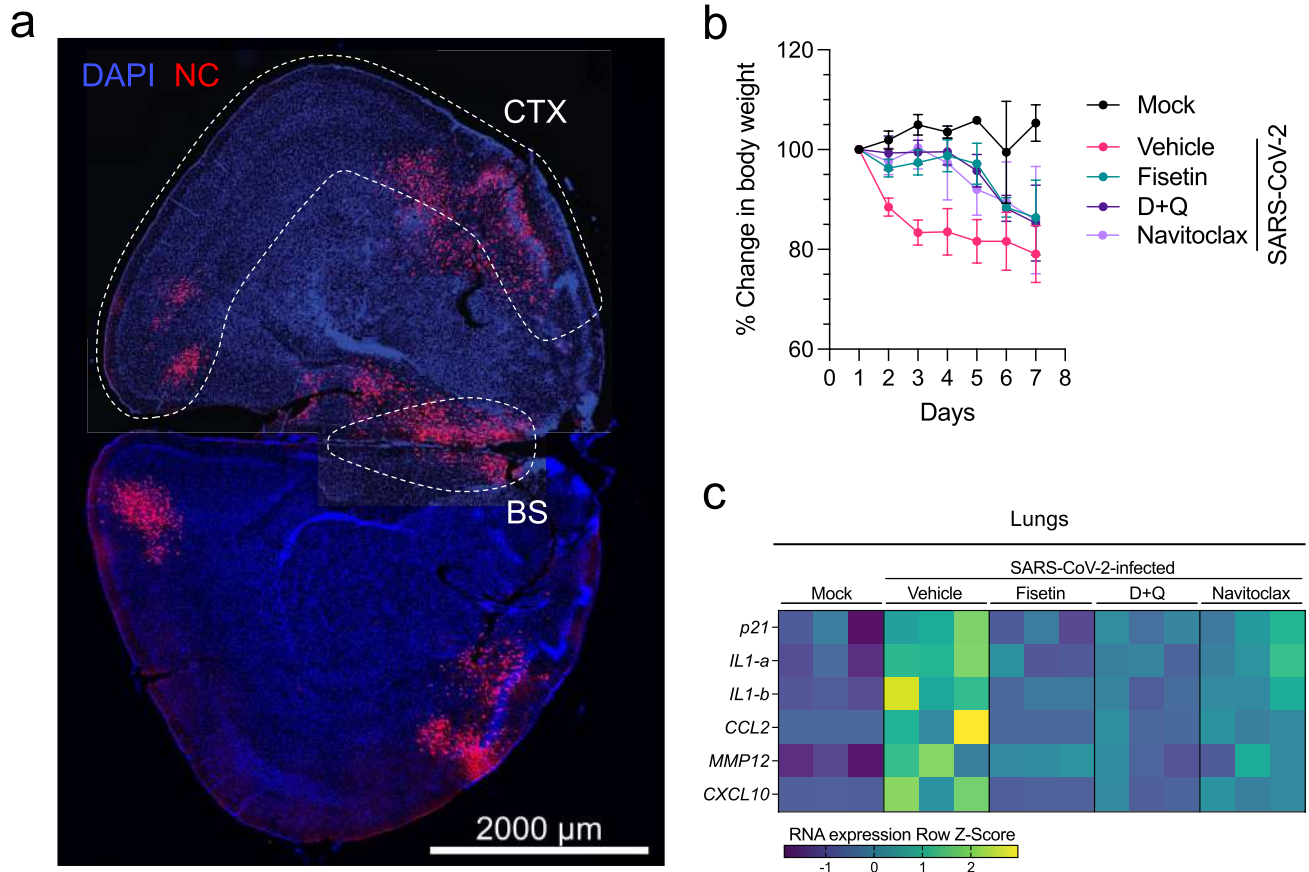 a
DAPI NC
CTX
BS
2000 µm
b
% Change in body weight
120
100
80
60
0 1 2 3 4 5 6 7 8
Days
Mock
Vehicle
Fisetin
D+Q
Navitoclax
SARS-CoV-2
c
Lungs
SARS-CoV-2-infected
Mock Vehicle Fisetin D+Q Navitoclax
p21
IL1-a
IL1-b
CCL2
MMP12
CXCL10
RNA expression Row Z-Score
-1 0 1 2